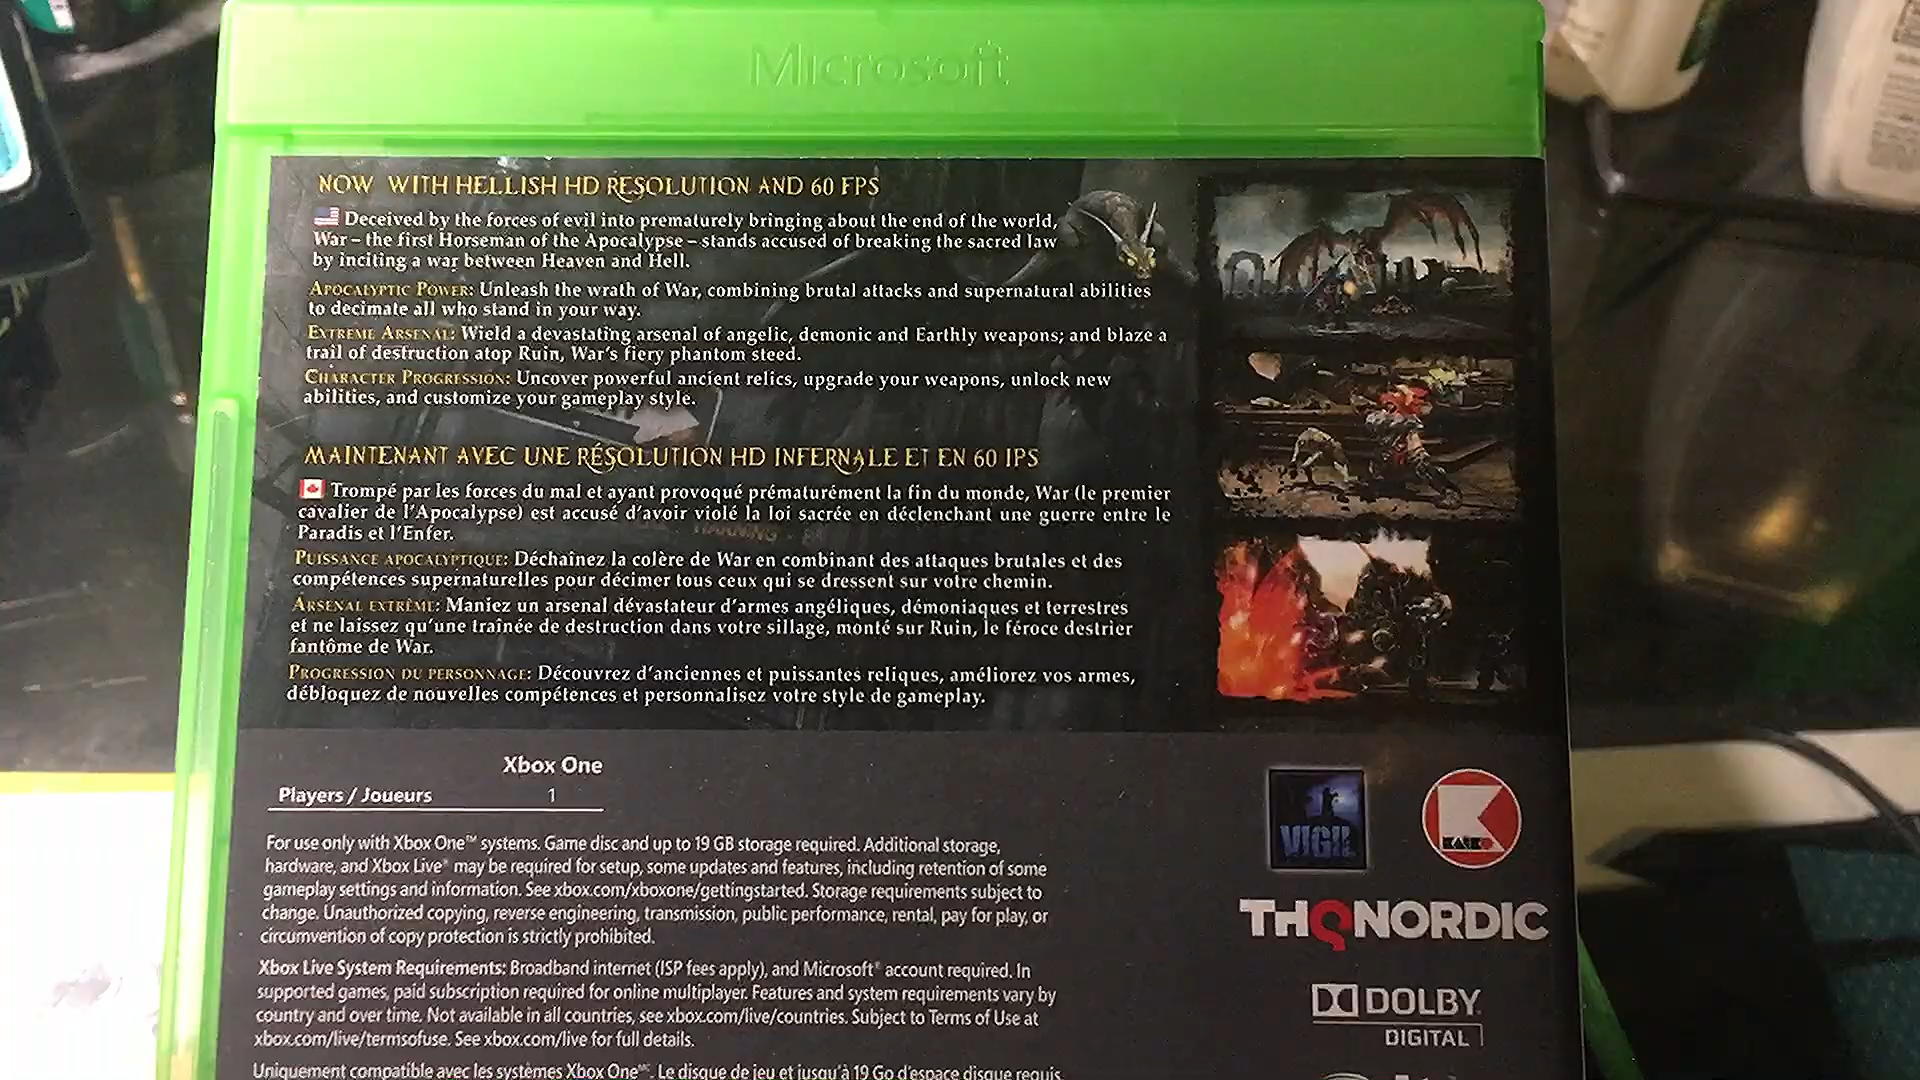 Microsoft
NOW WITH HELLISH HD RESOLUTION AND 60 FPS
Deceived by the forces of evil into prematurely bringing about the end of the world,
War – the first Horseman of the Apocalypse – stands accused of breaking the sacred law
by inciting a war between Heaven and Hell.
APOCALYPTIC POWER: Unleash the wrath of War, combining brutal attacks and supernatural abilities
to decimate all who stand in your way.
EXTREME ARSENAL: Wield a devastating arsenal of angelic, demonic and Earthly weapons; and blaze a
trail of destruction atop Ruin, War's fiery phantom steed.
CHARACTER PROGRESSION: Uncover powerful ancient relics, upgrade your weapons, unlock new
abilities, and customize your gameplay style.
MAINTENANT AVEC UNE RÉSOLUTION HD INFERNALE ET EN 60 IPS
Trompé par les forces du mal et ayant provoqué prématurément la fin du monde, War (le premier
cavalier de l'Apocalypse) est accusé d'avoir violé la loi sacrée en déclenchant une guerre entre le
Paradis et l'Enfer.
PUISSANCE APOCALYPTIQUE: Déchaînez la colère de War en combinant des attaques brutales et des
compétences supernaturelles pour décimer tous ceux qui se dressent sur votre chemin.
ARSENAL EXTRÊME: Maniez un arsenal dévastateur d'armes angéliques, démoniaques et terrestres
et ne laissez qu'une traînée de destruction dans votre sillage, monté sur Ruin, le féroce destrier
fantôme de War.
PROGRESSION DU PERSONNAGE: Découvrez d'anciennes et puissantes reliques, améliorez vos armes,
débloquez de nouvelles compétences et personnalisez votre style de gameplay.
Xbox One
Players / Joueurs 1
For use only with Xbox One™ systems. Game disc and up to 19 GB storage required. Additional storage,
hardware, and Xbox Live® may be required for setup, some updates and features, including retention of some
gameplay settings and information. See xbox.com/xboxone/gettingstarted. Storage requirements subject to
change. Unauthorized copying, reverse engineering, transmission, public performance, rental, pay for play, or
circumvention of copy protection is strictly prohibited.
Xbox Live System Requirements: Broadband internet (ISP fees apply), and Microsoft® account required. In
supported games, paid subscription required for online multiplayer. Features and system requirements vary by
country and over time. Not available in all countries, see xbox.com/live/countries. Subject to Terms of Use at
xbox.com/live/termsofuse. See xbox.com/live for full details.
Uniquement compatible avec les systèmes Xbox One. Le disque de jeu et jusqu'à 19 Go d'espace disque requis.
VIGIL
KAIKO
THQ NORDIC
DOLBY
DIGITAL